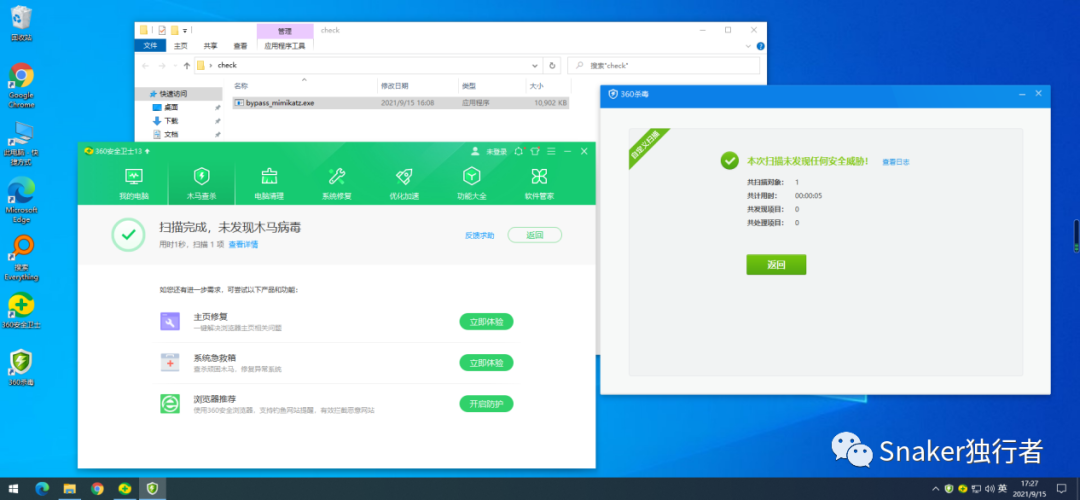 回收站
Google
Chrome
Microsoft
Edge
搜索
Everything
360安全卫士
360杀毒
管理
check
文件
主页
共享
查看
应用程序工具
check
搜索"check"
快速访问
桌面
下载
文档
名称
修改日期
类型
大小
bypass_mimikatz.exe
2021/9/15 16:08
应用程序
10,902 KB
360安全卫士13
未登录
我的电脑
木马查杀
电脑清理
系统修复
优化加速
功能大全
软件管家
扫描完成，未发现木马病毒
用时1秒，扫描 1 项 查看详情
反馈求助
返回
如您还有进一步需求，可尝试以下产品和功能：
主页修复
一键解决浏览器主页相关问题
立即体验
系统急救箱
查杀顽固木马，修复异常系统
立即体验
浏览器推荐
使用360安全浏览器，支持钓鱼网站提醒，有效拦截恶意网站
开启防护
360杀毒
自定义扫描
本次扫描未发现任何安全威胁！ 查看日志
共扫描对象： 1
共计用时： 00:00:05
共发现项目： 0
共处理项目： 0
返回
Snaker独行者
英
17:27
2021/9/15